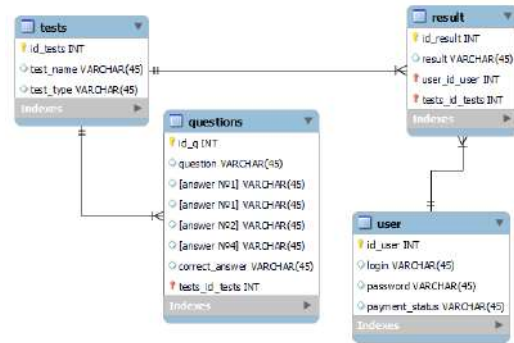 tests
id_tests INT
test_name VARCHAR(45)
test_type VARCHAR(45)
Indexes
questions
id_q INT
question VARCHAR(45)
[answer №1] VARCHAR(45)
[answer №1] VARCHAR(45)
[answer №2] VARCHAR(45)
[answer №4] VARCHAR(45)
correct_answer VARCHAR(45)
tests_id_tests INT
Indexes
result
id_result INT
result VARCHAR(45)
user_id_user INT
tests_id_tests INT
Indexes
user
id_user INT
login VARCHAR(45)
password VARCHAR(45)
payment_status VARCHAR(45)
Indexes